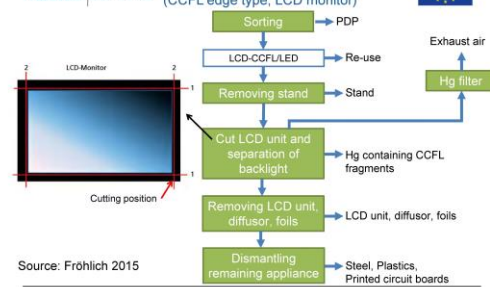 (CCFL edge type, LCD monitor)
Sorting
PDP
LCD-CCFL/LED
Re-use
Removing stand
Stand
Exhaust air
Hg filter
2
LCD-Monitor
2
1
1
Cutting position
Cut LCD unit and
separation of
backlight
Hg containing CCFL
fragments
Removing LCD unit,
diffusor, foils
LCD unit, diffusor, foils
Dismantling
remaining appliance
Steel, Plastics,
Printed circuit boards
Source: Fröhlich 2015